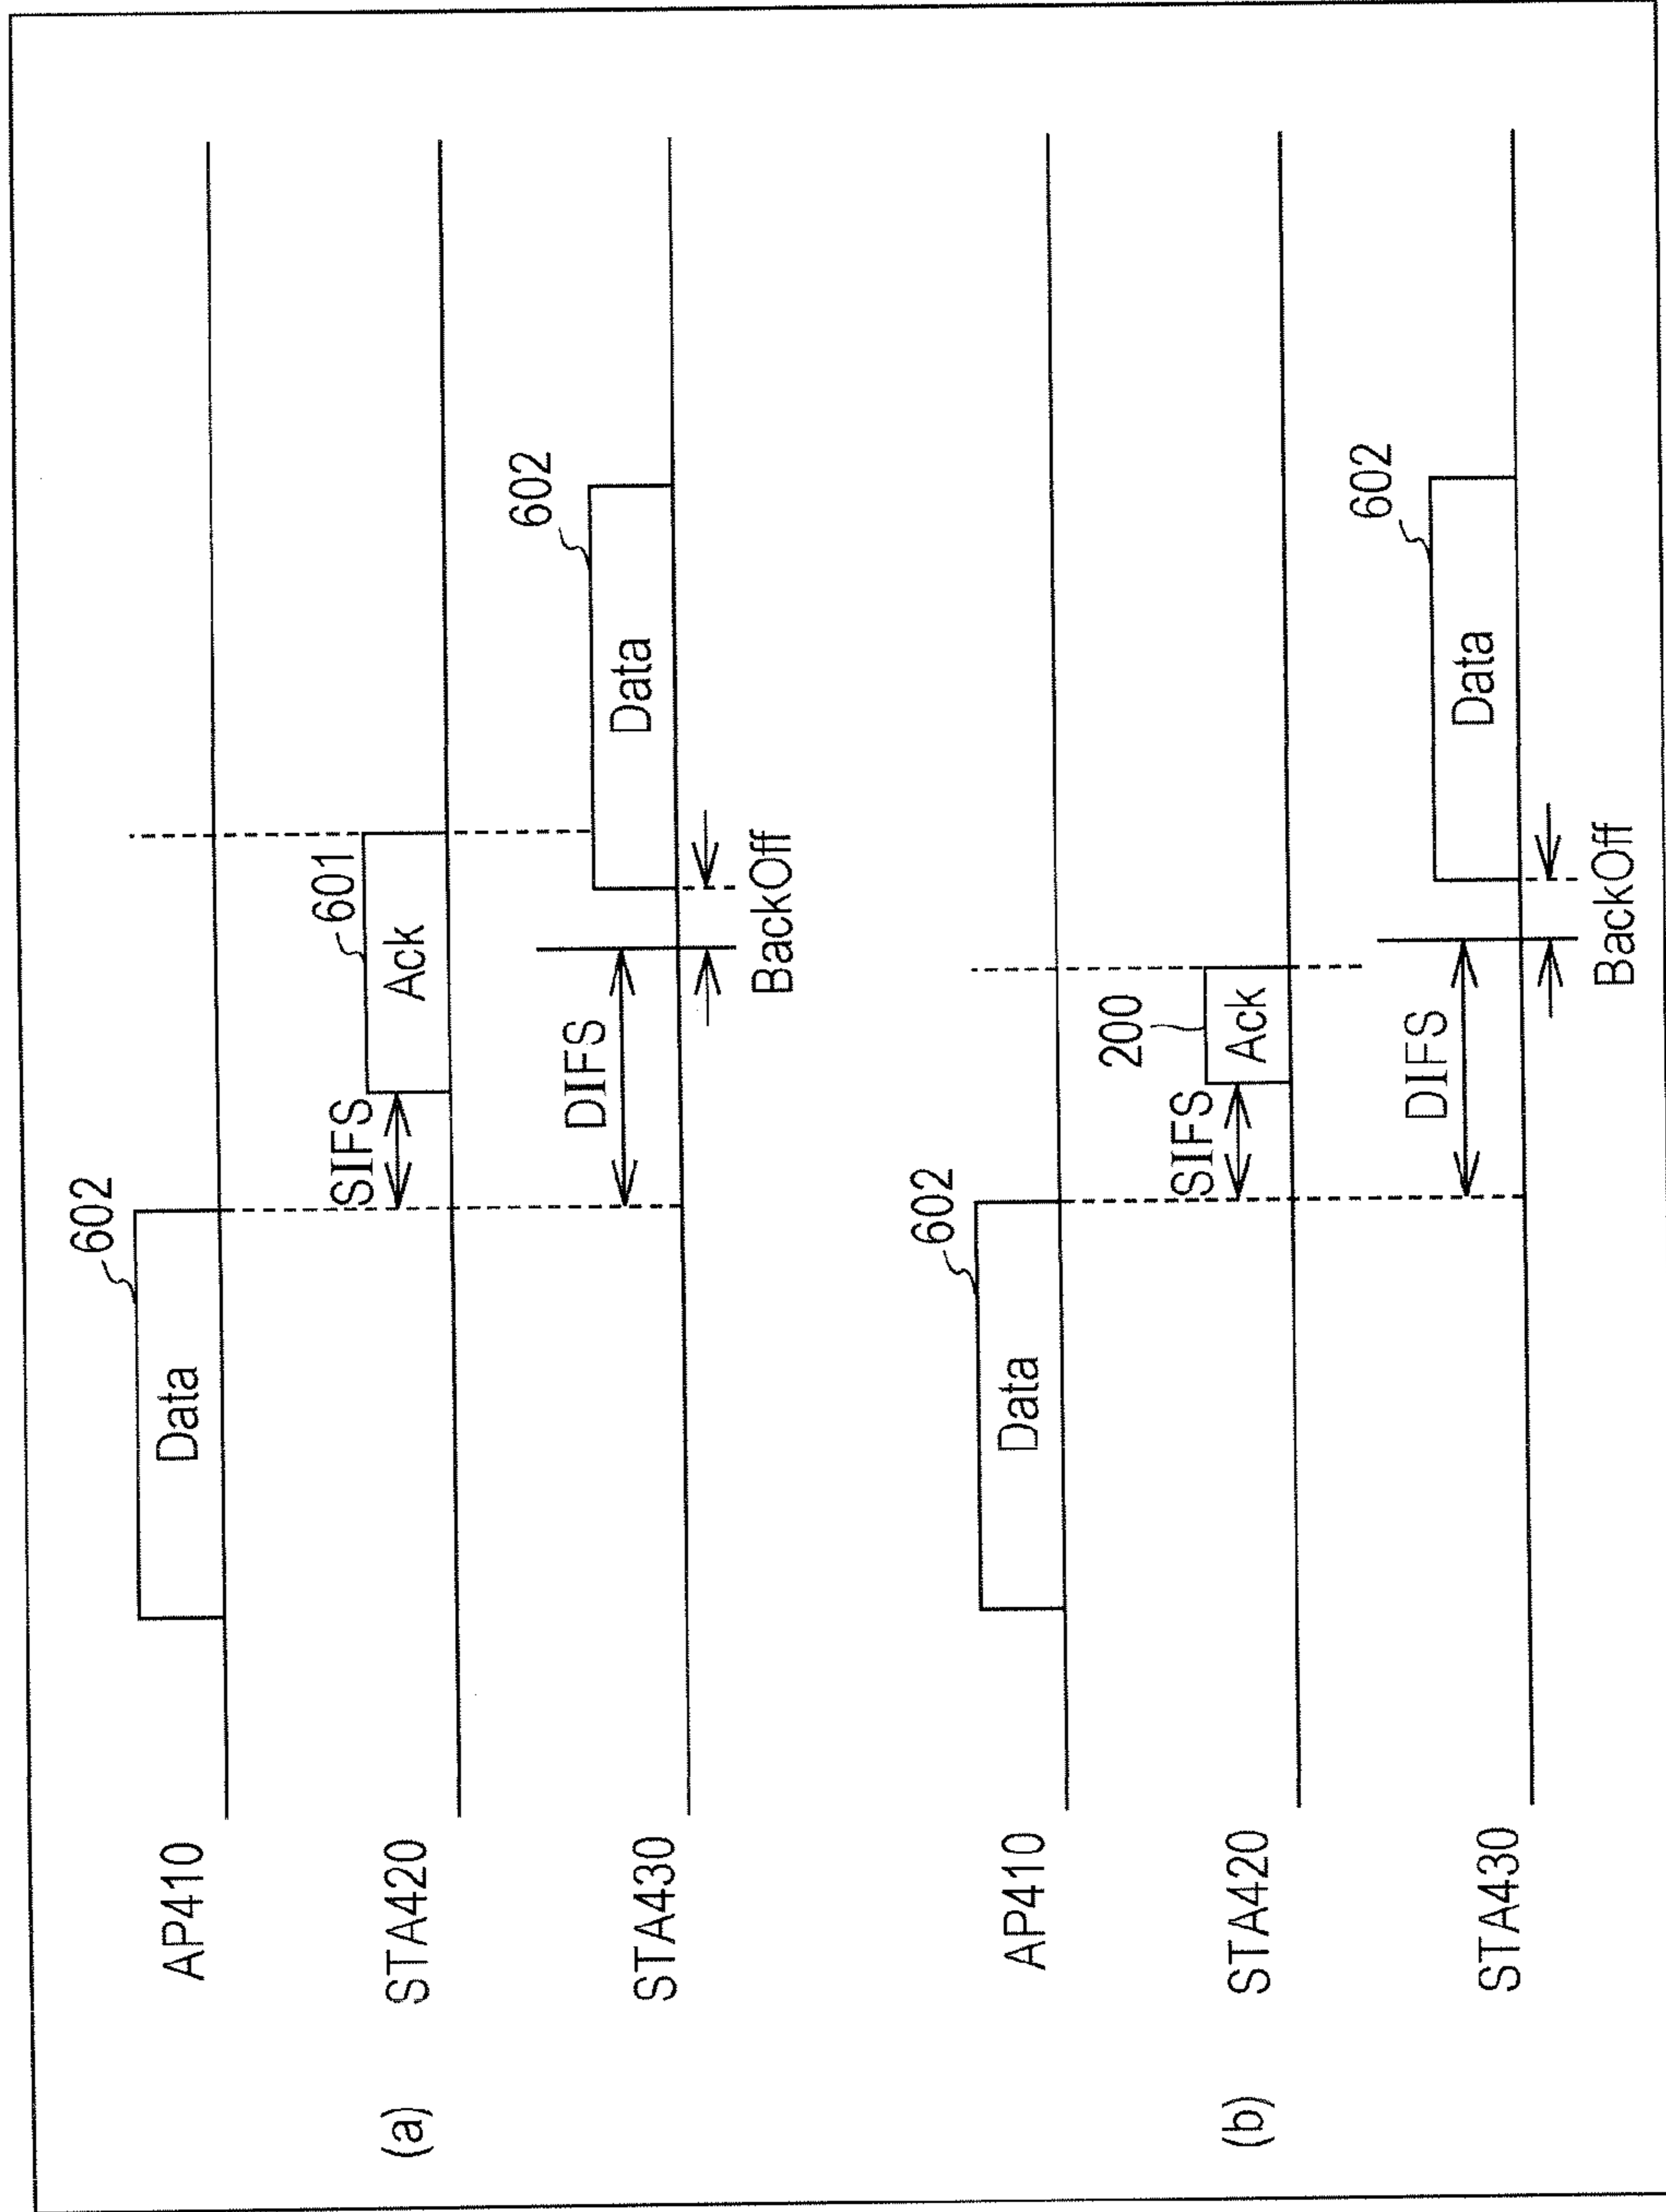 (a)
AP410
Data
602
STA420
SIFS
Ack
601
STA430
DIFS
BackOff
Data
602
(b)
AP410
Data
602
STA420
SIFS
Ack
200
STA430
DIFS
BackOff
Data
602